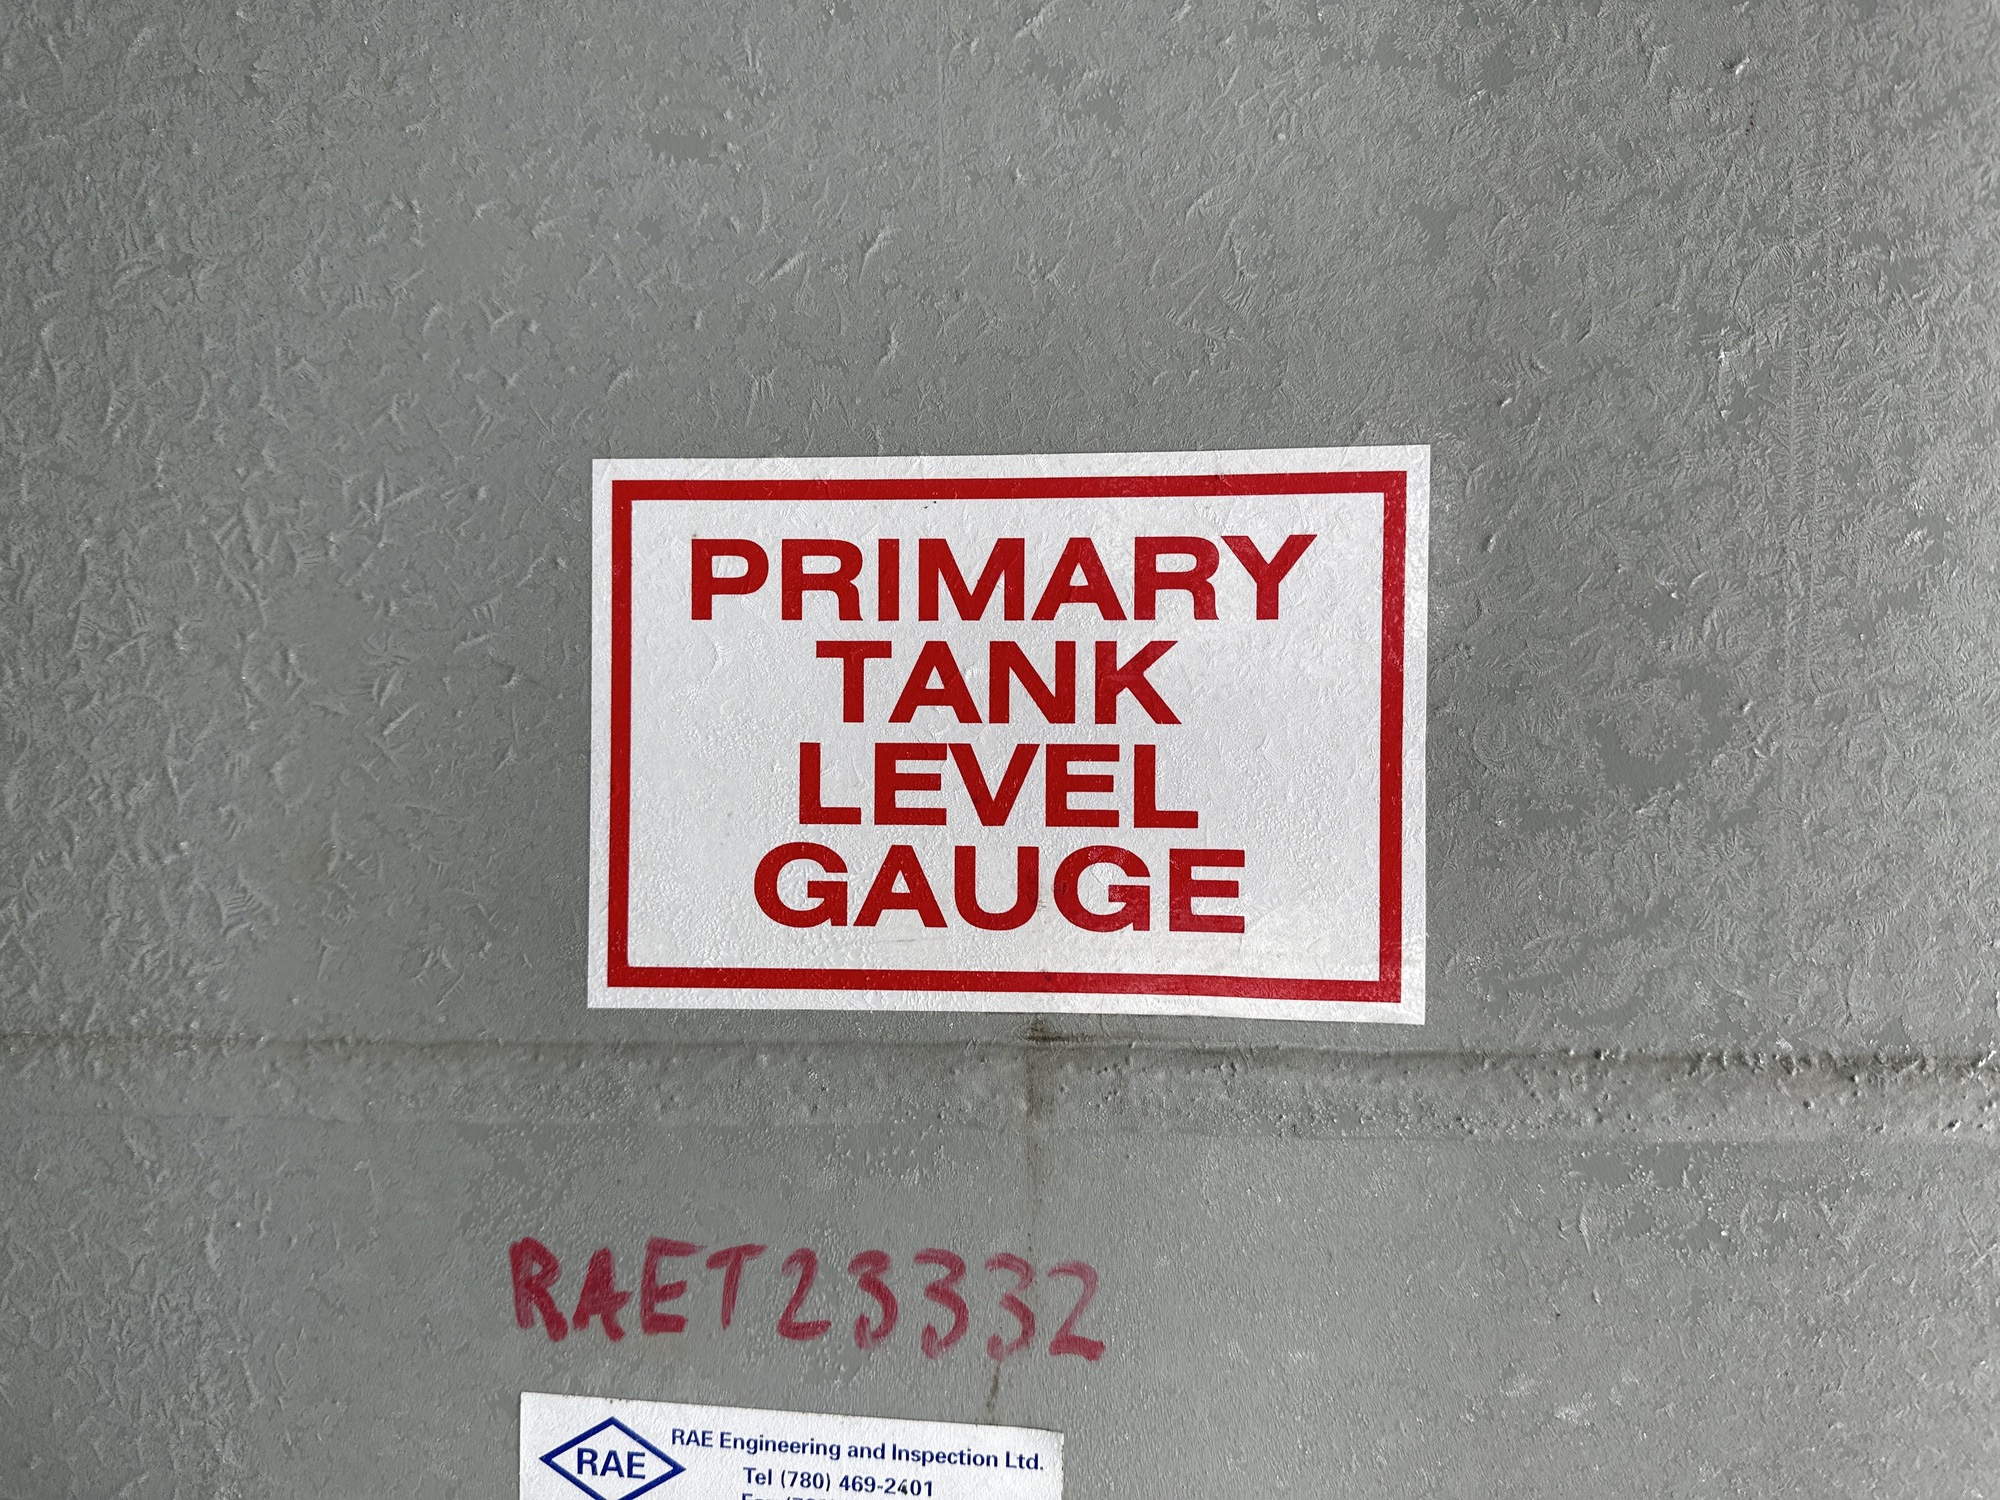 PRIMARY
TANK
LEVEL
GAUGE
RAET23332
RAE
RAE Engineering and Inspection Ltd.
Tel (780) 469-2401